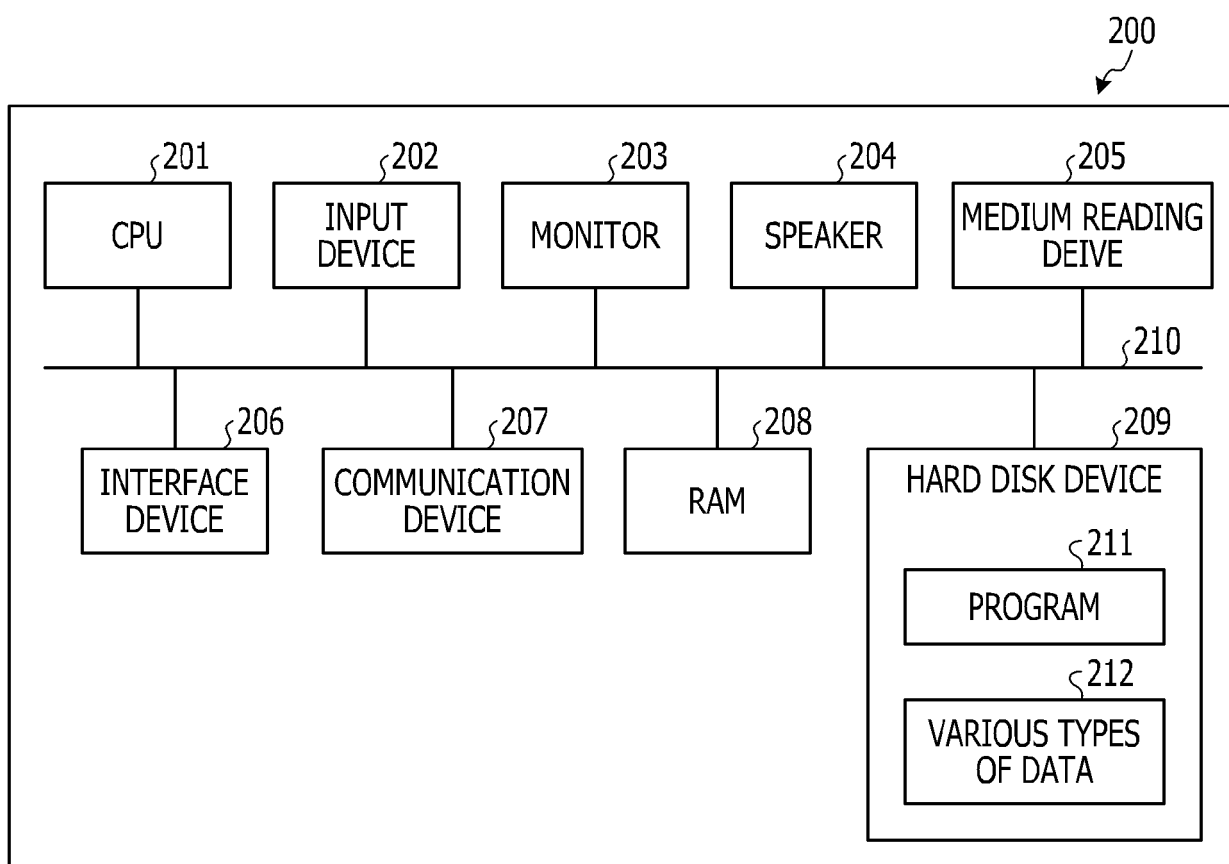 200
201
CPU
202
INPUT
DEVICE
203
MONITOR
204
SPEAKER
205
MEDIUM READING
DEIVE
210
206
INTERFACE
DEVICE
207
COMMUNICATION
DEVICE
208
RAM
209
HARD DISK DEVICE
211
PROGRAM
212
VARIOUS TYPES
OF DATA